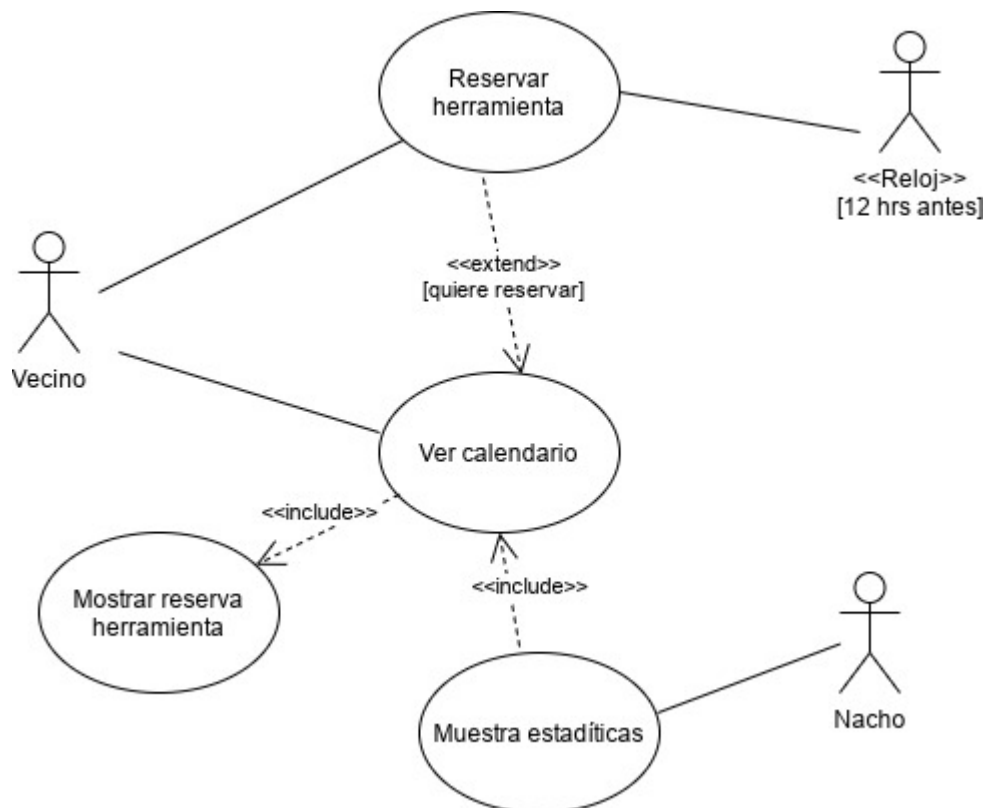 Reservar
herramienta
<<Reloj>>
[12 hrs antes]
<<extend>>
[quiere reservar]
Vecino
Ver calendario
<<include>>
Mostrar reserva
herramienta
<<include>>
Muestra estadíticas
Nacho